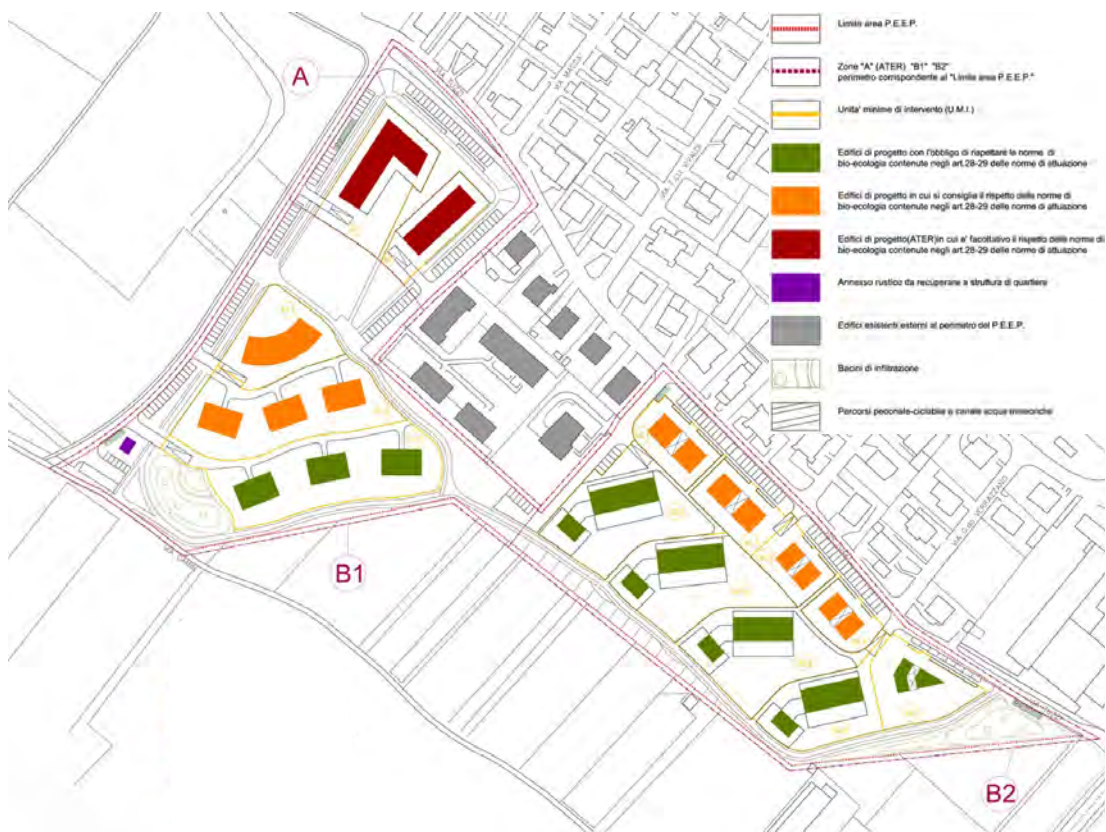 A
B1
B2
VIA VERDI
VIA MASCAGNI
Limite area P.E.E.P.
Zone "A" (ATER) "B1" "B2"
perimetro corrispondente al "Limite area P.E.E.P."
Unita' minime di intervento (U.M.I.)
Edifici di progetto con l'obbligo di rispettare le norme di
bio-ecologia contenute negli art.28-29 delle norme di attuazione
Edifici di progetto in cui si consiglie il rispetto delle norme di
bio-ecologia contenute negli art.28-29 delle norme di attuazione
Edifici di progetto(ATER)in cui e' facoltativo il rispetto delle norme di
bio-ecologia contenute negli art.28-29 delle norme di attuazione
Annesso rustico da recuperare a struttura di quartiere
Edifici esistenti esterni al perimetro del P.E.E.P.
Bacini di infiltrazione
Percorsi pedonale-ciclabile e canale acque meteoriche